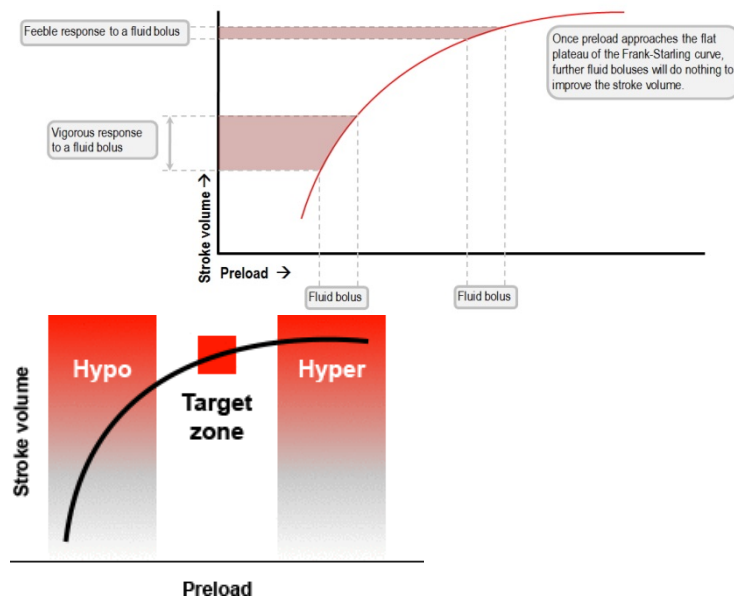 Feeble response to a fluid bolus
Once preload approaches the flat
plateau of the Frank-Starling curve,
further fluid boluses will do nothing to
improve the stroke volume.
Vigorous response
to a fluid bolus
Stroke volume →
Preload →
Fluid bolus
Fluid bolus
Hypo
Hyper
Target
zone
Stroke volume
Preload